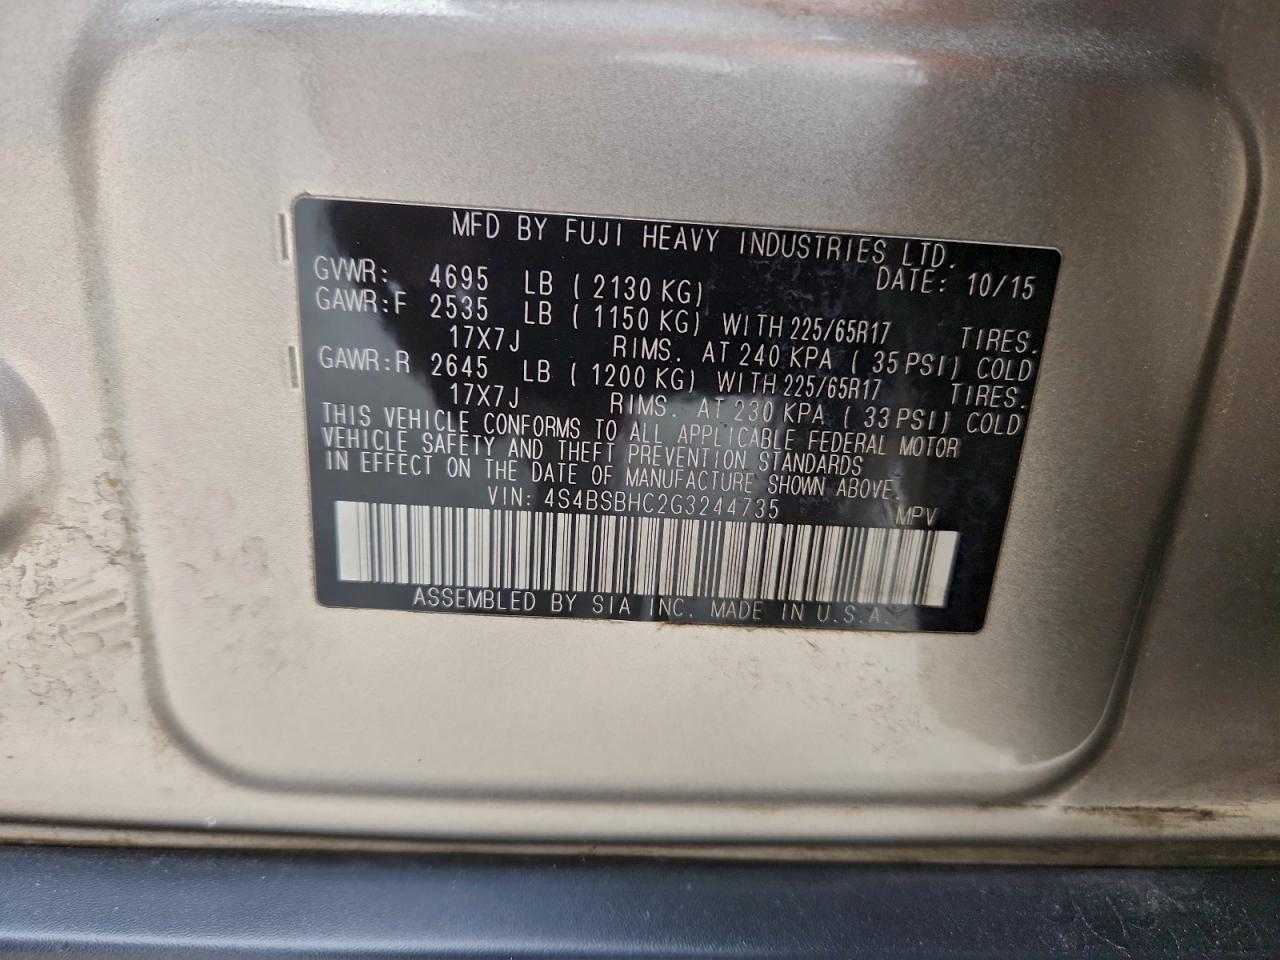 MFD BY FUJI HEAVY INDUSTRIES LTD.
DATE: 10/15
GVWR: 4695 LB ( 2130 KG)
GAWR:F 2535 LB ( 1150 KG) WITH 225/65R17 TIRES.
17X7J RIMS. AT 240 KPA ( 35 PSI) COLD
GAWR:R 2645 LB ( 1200 KG) WITH 225/65R17 TIRES.
17X7J RIMS. AT 230 KPA ( 33 PSI) COLD
THIS VEHICLE CONFORMS TO ALL APPLICABLE FEDERAL MOTOR
VEHICLE SAFETY AND THEFT PREVENTION STANDARDS
IN EFFECT ON THE DATE OF MANUFACTURE SHOWN ABOVE.
VIN: 4S4BSBHC2G3244735 MPV
ASSEMBLED BY SIA INC. MADE IN U.S.A.